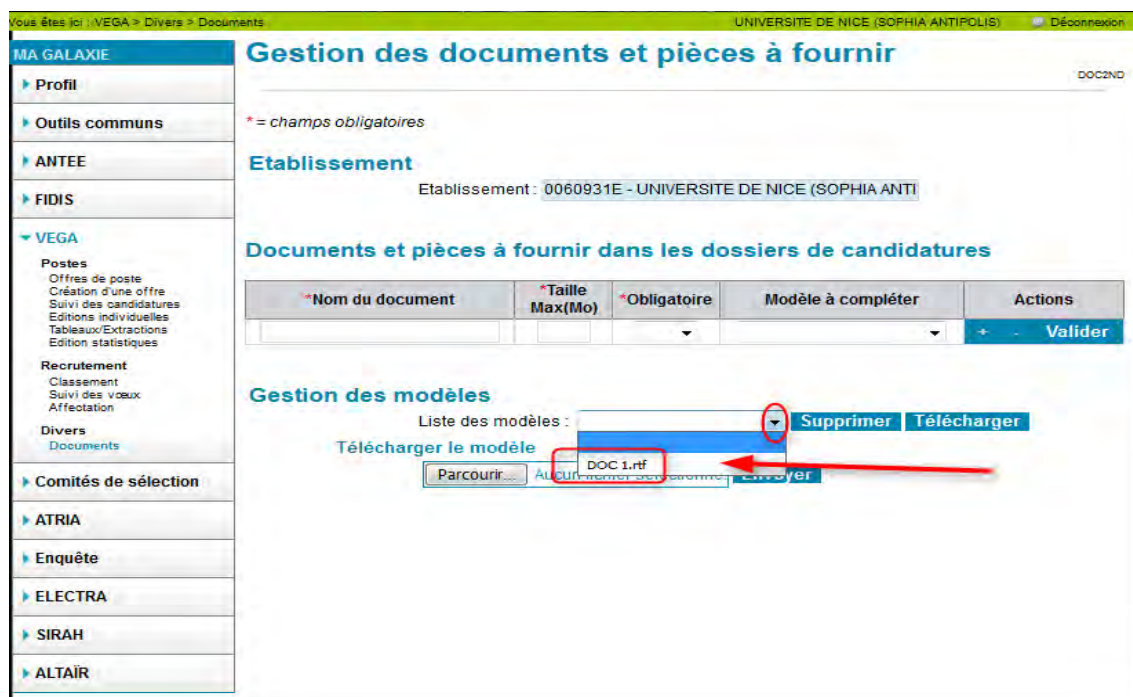 Vous êtes ici : VEGA > Divers > Documents
UNIVERSITE DE NICE (SOPHIA ANTIPOLIS)
Déconnexion
MA GALAXIE
Profil
Outils communs
ANTEE
FIDIS
VEGA
Postes
Offres de poste
Création d'une offre
Suivi des candidatures
Editions individuelles
Tableaux/Extractions
Edition statistiques
Recrutement
Classement
Suivi des vœux
Affectation
Divers
Documents
Comités de sélection
ATRIA
Enquête
ELECTRA
SIRAH
ALTAÏR
Gestion des documents et pièces à fournir
DOC2ND
* = champs obligatoires
Etablissement
Etablissement : 0060931E - UNIVERSITE DE NICE (SOPHIA ANTI
Documents et pièces à fournir dans les dossiers de candidatures
*Nom du document *Taille Max(Mo) *Obligatoire Modèle à compléter Actions
+ - Valider
Gestion des modèles
Liste des modèles : Supprimer Télécharger
Télécharger le modèle
DOC 1.rtf
Parcourir... Aucun fichier sélectionné. Envoyer